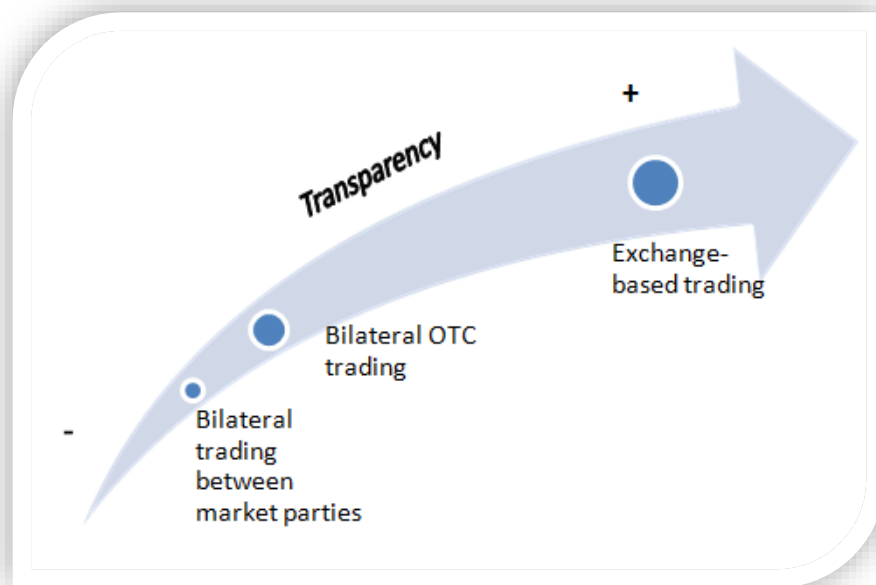 +
Transparency
Exchange-
based trading
Bilateral OTC
trading
-
Bilateral
trading
between
market parties